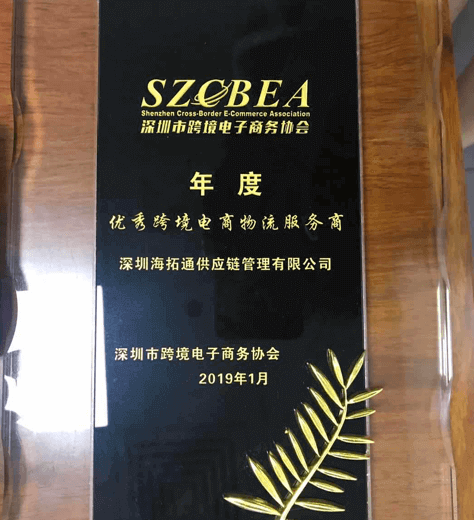 SZCBEA
Shenzhen Cross-Border E-Commerce Association
深圳市跨境电子商务协会
年 度
优秀跨境电商物流服务商
深圳海拓通供应链管理有限公司
深圳市跨境电子商务协会
2019年1月